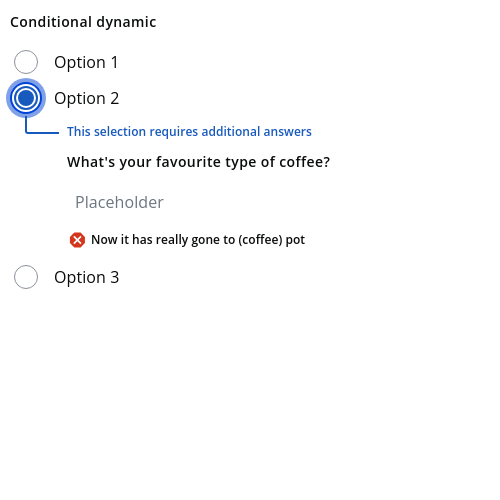 Conditional dynamic
Option 1
Option 2
This selection requires additional answers
What's your favourite type of coffee?
Placeholder
Now it has really gone to (coffee) pot
Option 3